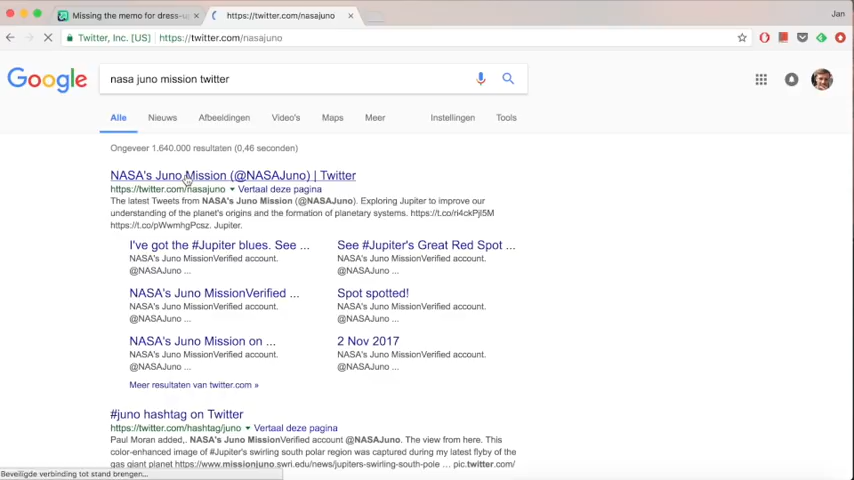 Missing the memo for dress-u
https://twitter.com/nasajuno
Jan
Twitter, Inc. [US] https://twitter.com/nasajuno
Google
nasa juno mission twitter
Alle Nieuws Afbeeldingen Video's Maps Meer Instellingen Tools
Ongeveer 1.640.000 resultaten (0,46 seconden)
NASA's Juno Mission (@NASAJuno) | Twitter
https://twitter.com/nasajuno Vertaal deze pagina
The latest Tweets from NASA's Juno Mission (@NASAJuno). Exploring Jupiter to improve our
understanding of the planet's origins and the formation of planetary systems. https://t.co/ri4ckPjl5M
https://t.co/pWwmhgPcsz. Jupiter.
I've got the #Jupiter blues. See ...
NASA's Juno MissionVerified account.
@NASAJuno ...
See #Jupiter's Great Red Spot ...
NASA's Juno MissionVerified account.
@NASAJuno ...
NASA's Juno MissionVerified ...
NASA's Juno MissionVerified account.
@NASAJuno ...
Spot spotted!
NASA's Juno MissionVerified account.
@NASAJuno ...
NASA's Juno Mission on ...
NASA's Juno MissionVerified account.
@NASAJuno ...
2 Nov 2017
NASA's Juno MissionVerified account.
@NASAJuno ...
Meer resultaten van twitter.com »
#juno hashtag on Twitter
https://twitter.com/hashtag/juno Vertaal deze pagina
Paul Moran added,. NASA's Juno MissionVerified account @NASAJuno. The view from here. This
color-enhanced image of #Jupiter's swirling south polar region was captured during my latest flyby of the
gas giant planet https://www.missionjuno.swri.edu/news/jupiters-swirling-south-pole ... pic.twitter.com/
Beveiligde verbinding tot stand brengen...